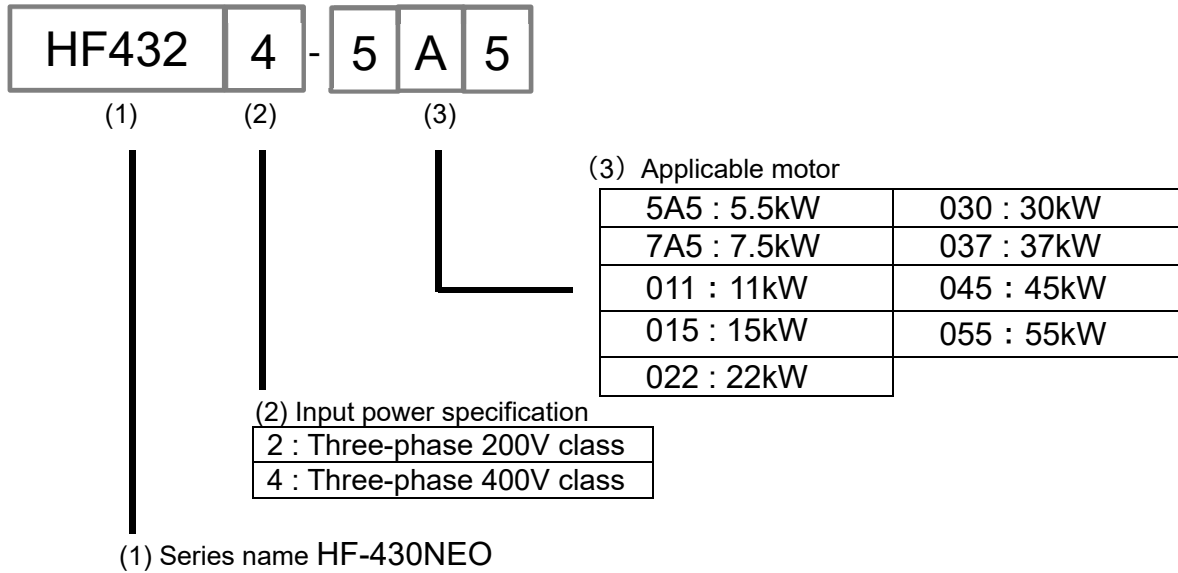 HF432 4 - 5 A 5
(1) (2) (3)
（3）Applicable motor
5A5 : 5.5kW 030 : 30kW
7A5 : 7.5kW 037 : 37kW
011：11kW 045：45kW
015 : 15kW 055：55kW
022 : 22kW
(2) Input power specification
2 : Three-phase 200V class
4 : Three-phase 400V class
(1) Series name HF-430NEO